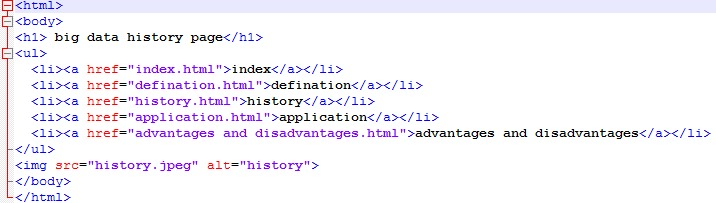 <html>
<body>
<h1> big data history page</h1>
<ul>
<li><a href="index.html">index</a></li>
<li><a href="defination.html">defination</a></li>
<li><a href="history.html">history</a></li>
<li><a href="application.html">application</a></li>
<li><a href="advantages and disadvantages.html">advantages and disadvantages</a></li>
</ul>
<img src="history.jpeg" alt="history">
</body>
</html>